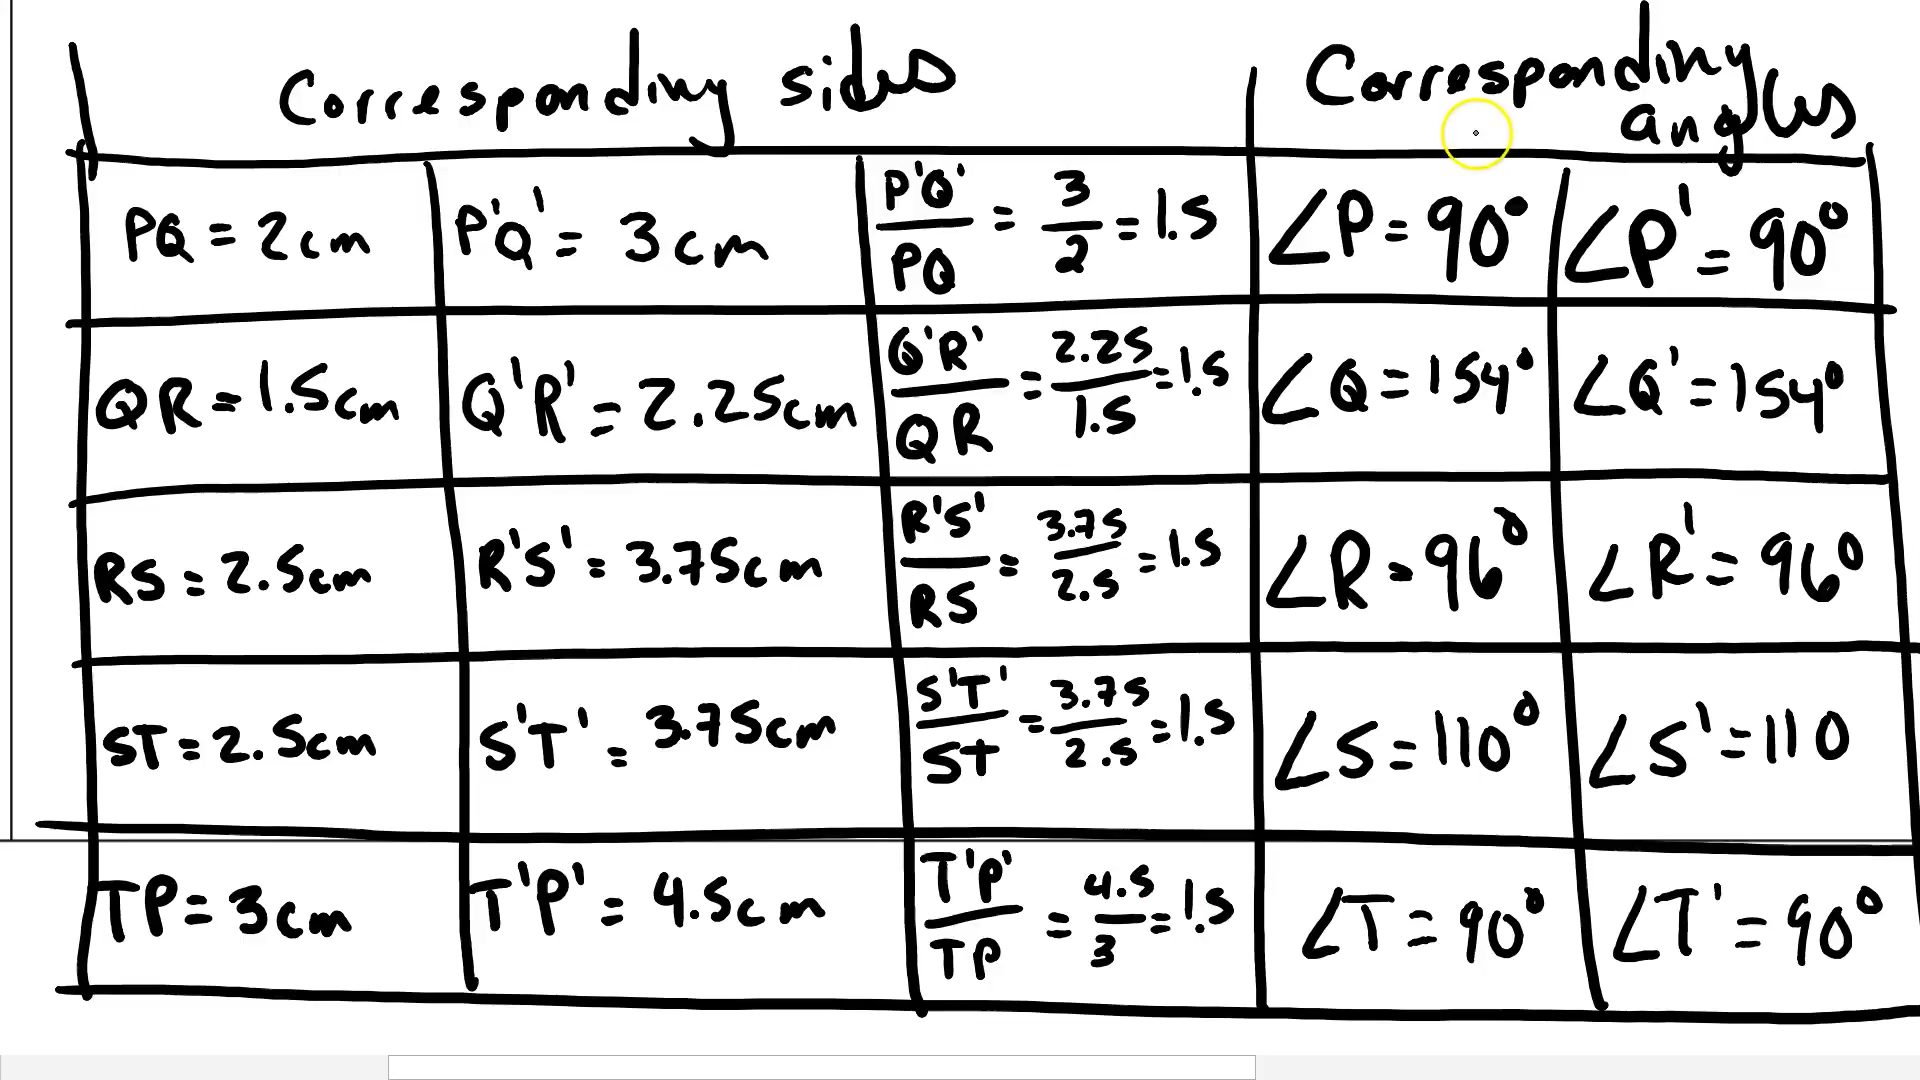 Corresponding sides Corresponding angles
PQ = 2cm P'Q' = 3cm P'Q'/PQ = 3/2 = 1.5 ∠P = 90° ∠P' = 90°
QR = 1.5cm Q'R' = 2.25cm Q'R'/QR = 2.25/1.5 = 1.5 ∠Q = 154° ∠Q' = 154°
RS = 2.5cm R'S' = 3.75cm R'S'/RS = 3.75/2.5 = 1.5 ∠R = 96° ∠R' = 96°
ST = 2.5cm S'T' = 3.75cm S'T'/ST = 3.75/2.5 = 1.5 ∠S = 110° ∠S' = 110
TP = 3cm T'P' = 4.5cm T'P'/TP = 4.5/3 = 1.5 ∠T = 90° ∠T' = 90°